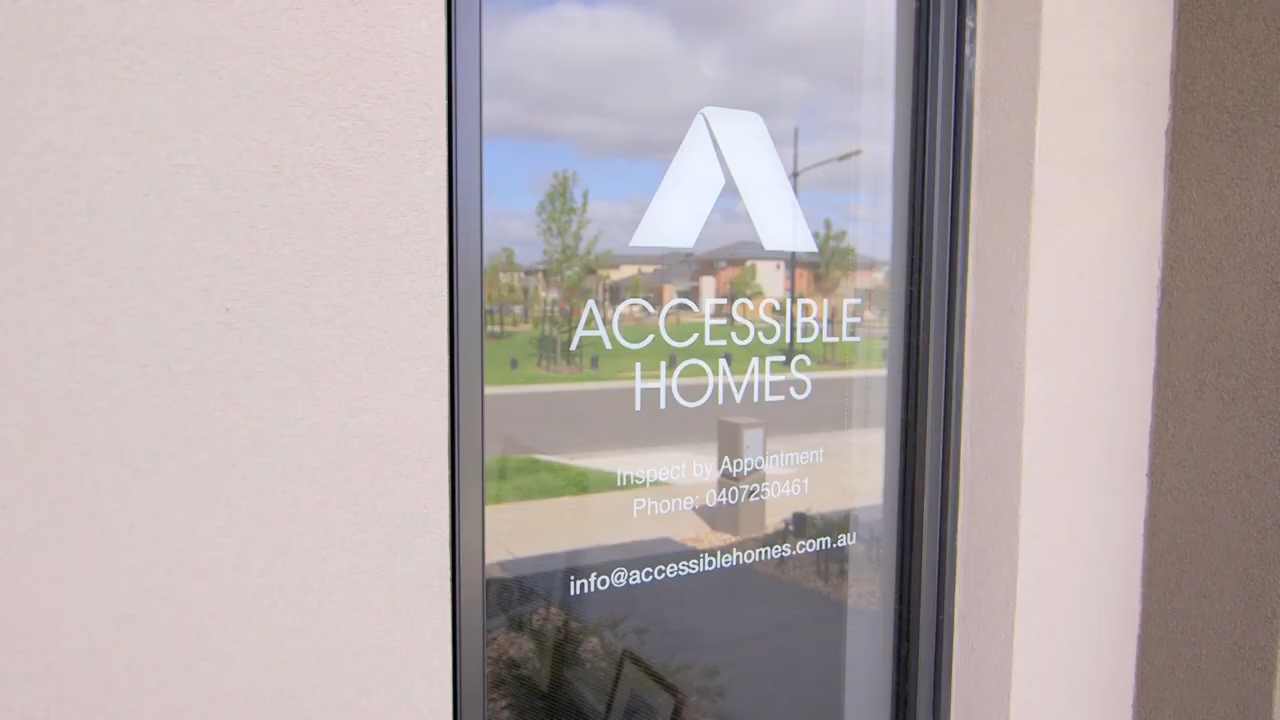 ACCESSIBLE
HOMES
Inspect by Appointment
Phone: 0407250461
info@accessiblehomes.com.au